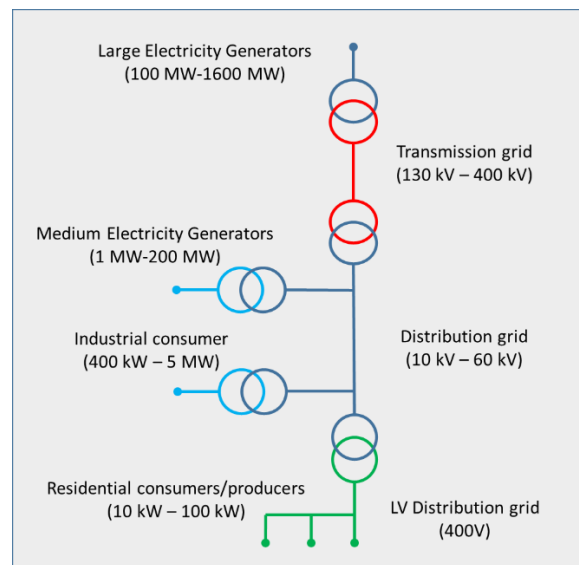 Large Electricity Generators
(100 MW-1600 MW)
Transmission grid
(130 kV – 400 kV)
Medium Electricity Generators
(1 MW-200 MW)
Industrial consumer
(400 kW – 5 MW)
Distribution grid
(10 kV – 60 kV)
Residential consumers/producers
(10 kW – 100 kW)
LV Distribution grid
(400V)